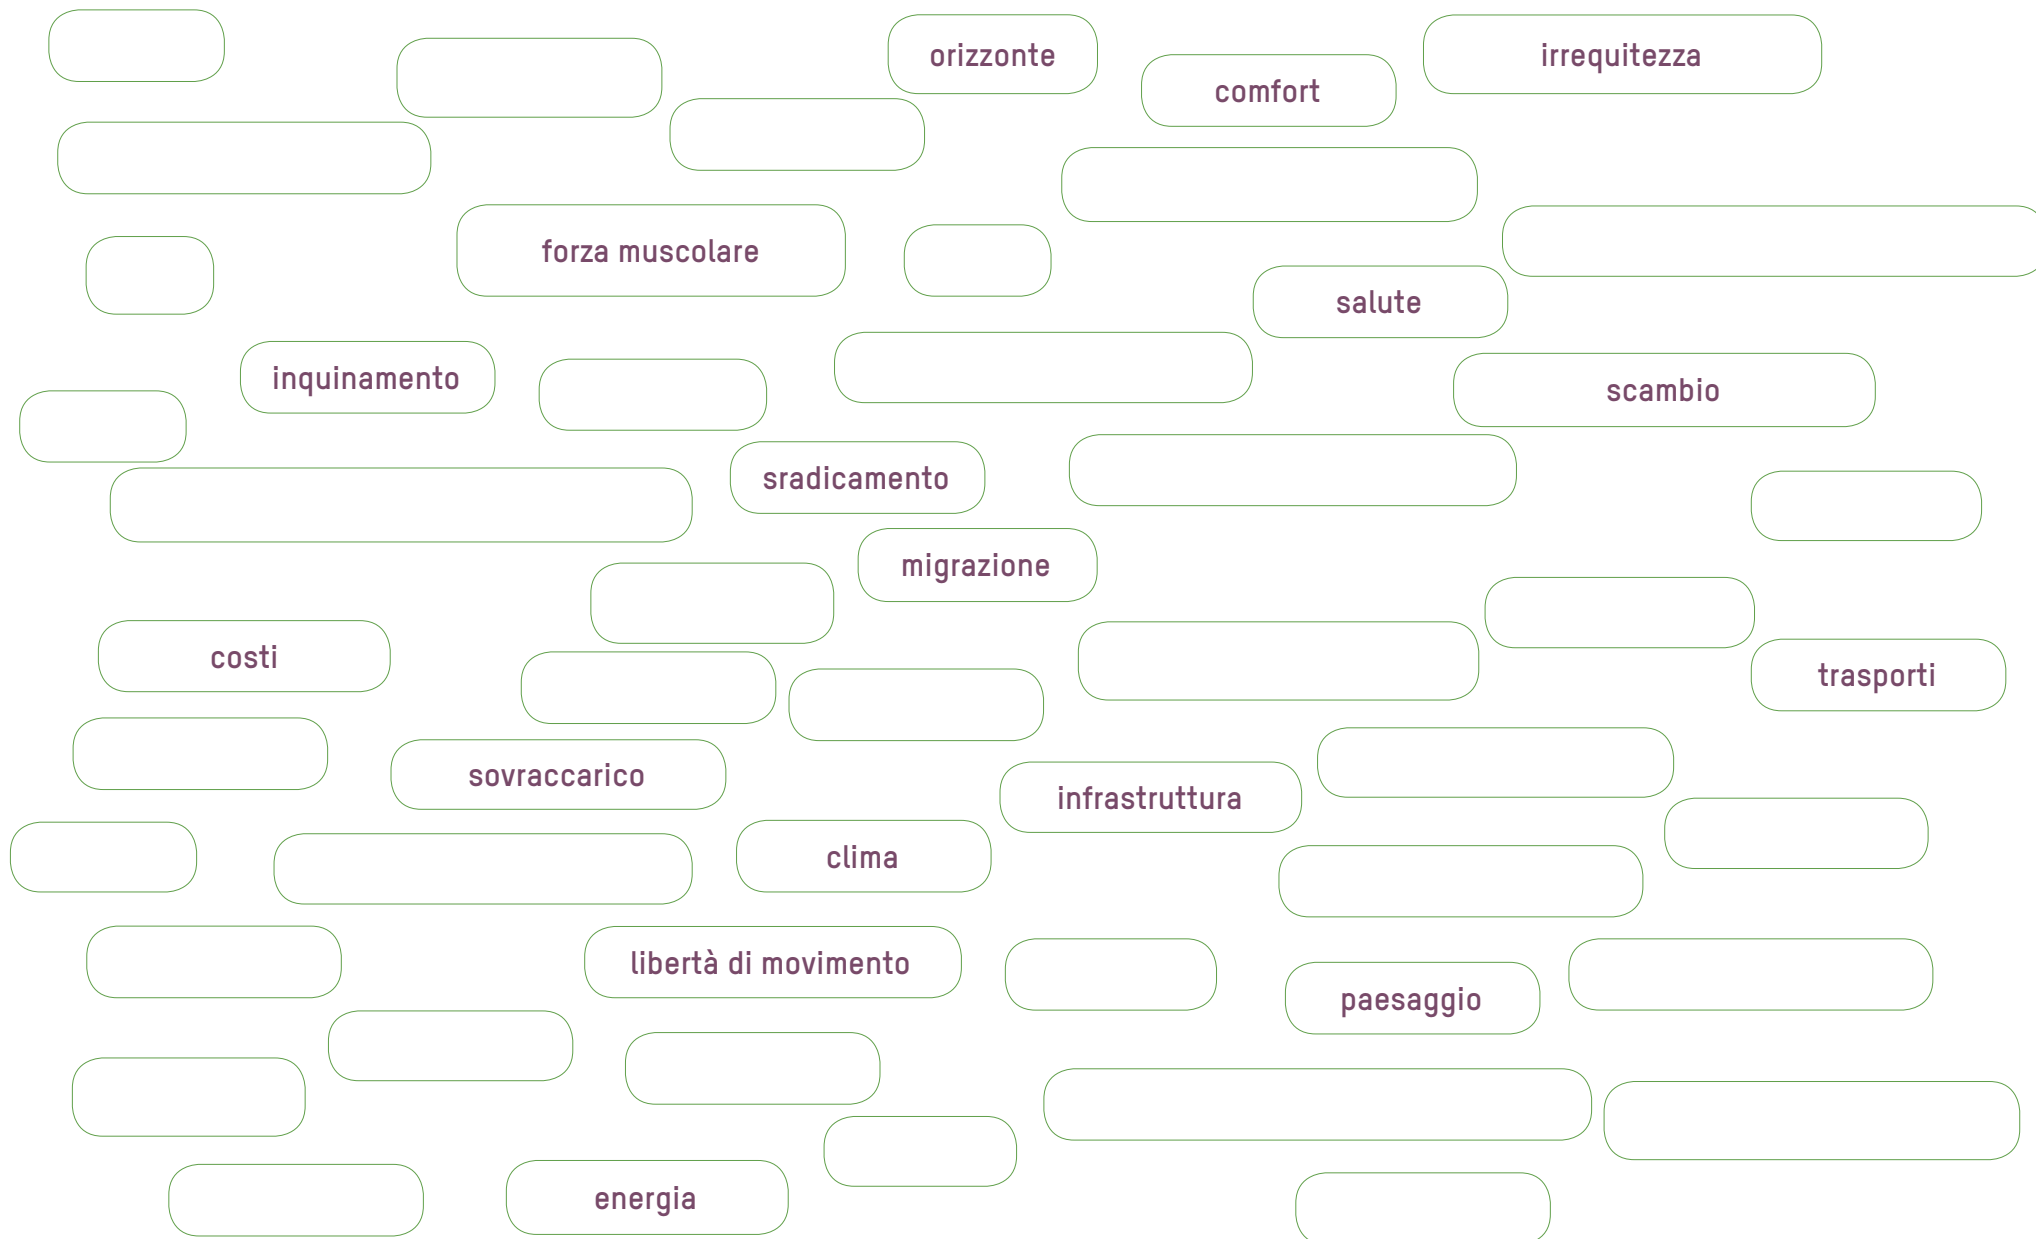 orizzonte
irrequitezza
comfort
forza muscolare
salute
inquinamento
scambio
sradicamento
migrazione
costi
trasporti
sovraccarico
infrastruttura
clima
libertà di movimento
paesaggio
energia